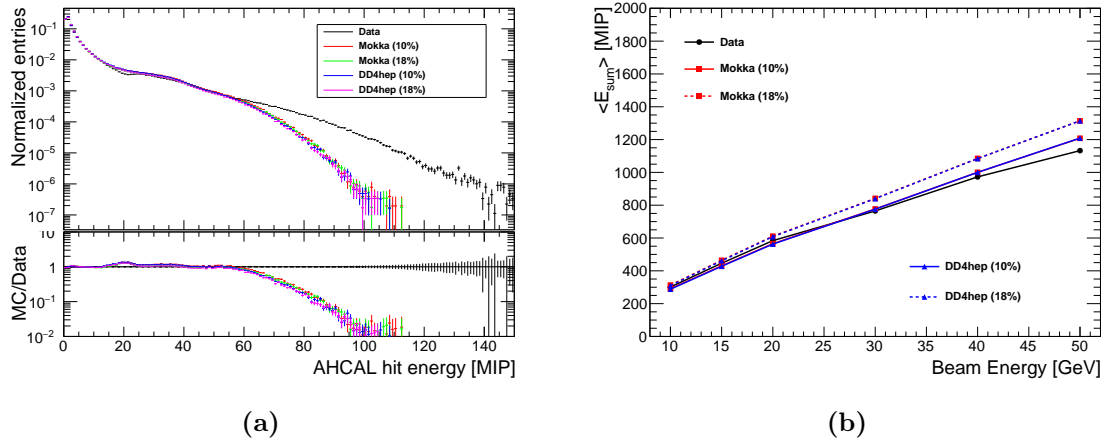 Normalized entries
10⁻¹
10⁻²
10⁻³
10⁻⁴
10⁻⁵
10⁻⁶
10⁻⁷
Data
Mokka (10%)
Mokka (18%)
DD4hep (10%)
DD4hep (18%)
MC/Data
10
1
10⁻¹
10⁻²
0 20 40 60 80 100 120 140
AHCAL hit energy [MIP]
(a)
<E_sum> [MIP]
2000
1800
1600
1400
1200
1000
800
600
400
200
0
Data
Mokka (10%)
Mokka (18%)
DD4hep (10%)
DD4hep (18%)
10 15 20 25 30 35 40 45 50
Beam Energy [GeV]
(b)